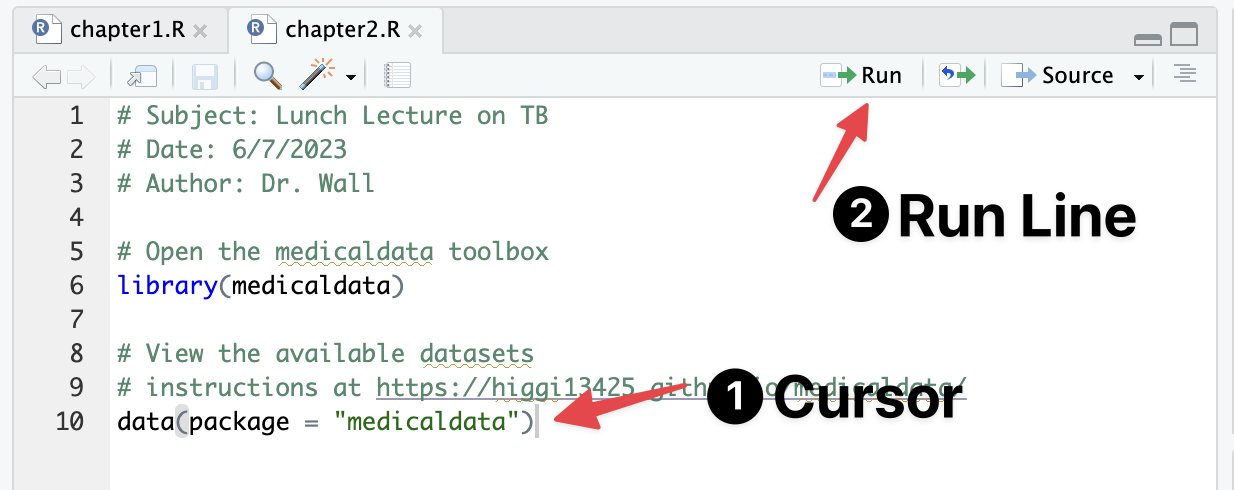 chapter1.R chapter2.R
Run Source
1 # Subject: Lunch Lecture on TB
2 # Date: 6/7/2023
3 # Author: Dr. Wall
2 Run Line
4
5 # Open the medicaldata toolbox
6 library(medicaldata)
7
8 # View the available datasets
9 # instructions at https://higgi13425.github.io/medicaldata/
1 Cursor
10 data(package = "medicaldata")